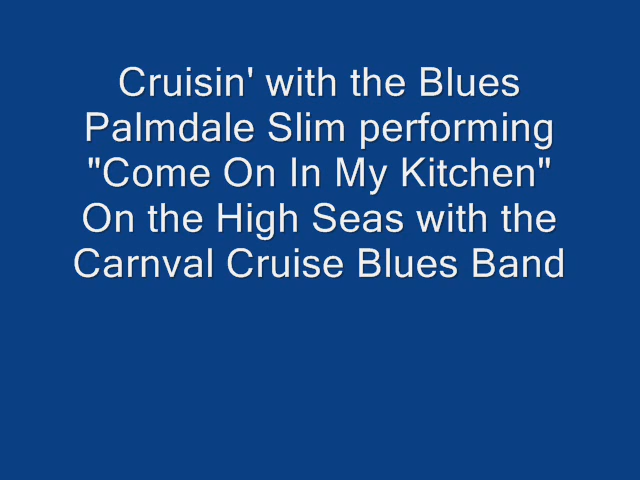 Cruisin' with the Blues
Palmdale Slim performing
"Come On In My Kitchen"
On the High Seas with the
Carnval Cruise Blues Band